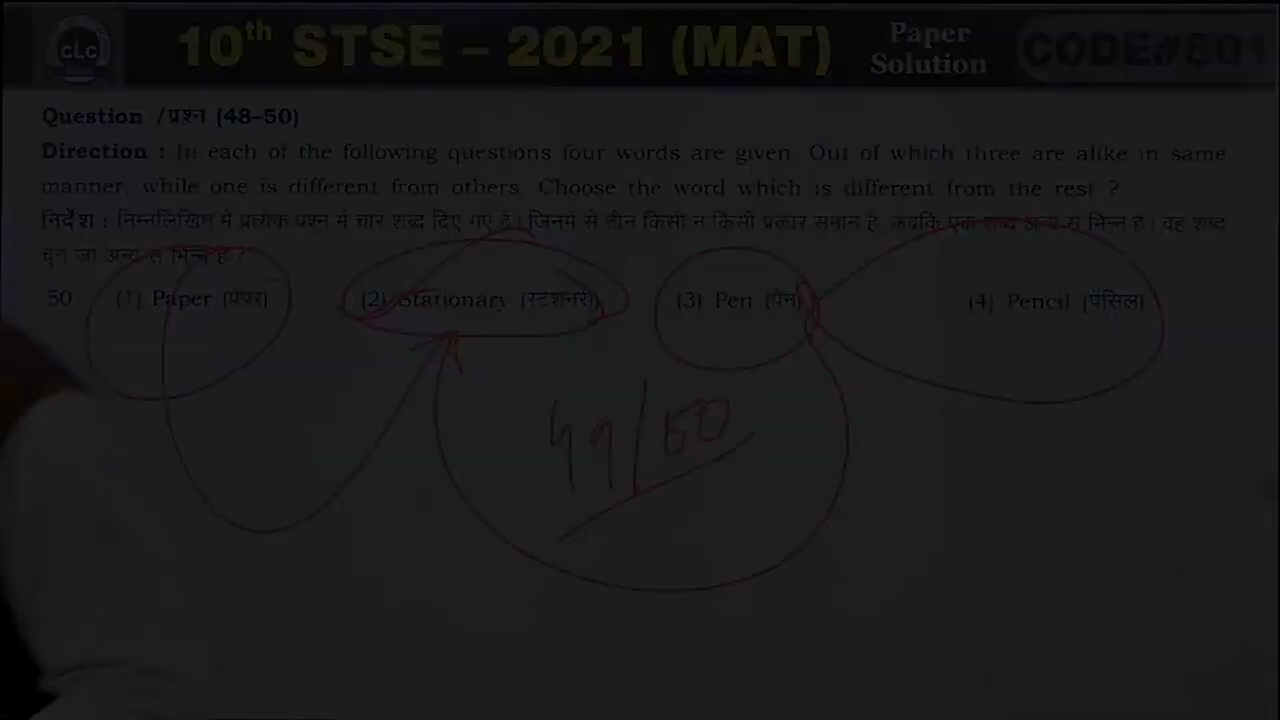 CLC
10th STSE – 2021 (MAT)
Paper
Solution
CODE#801
Question /प्रश्न (48–50)
Direction : In each of the following questions four words are given. Out of which three are alike in same
manner, while one is different from others. Choose the word which is different from the rest ?
निर्देश : निम्नलिखित में प्रत्येक प्रश्न में चार शब्द दिए गए है। जिनमें से तीन किसी न किसी प्रकार समान है, जबकि एक शब्द अन्य से भिन्न है। वह शब्द
चुने जो अन्य से भिन्न है ?
50 (1) Paper (पेपर) (2) Stationary (स्टेशनरी) (3) Pen (पेन) (4) Pencil (पेंसिल)
49/50